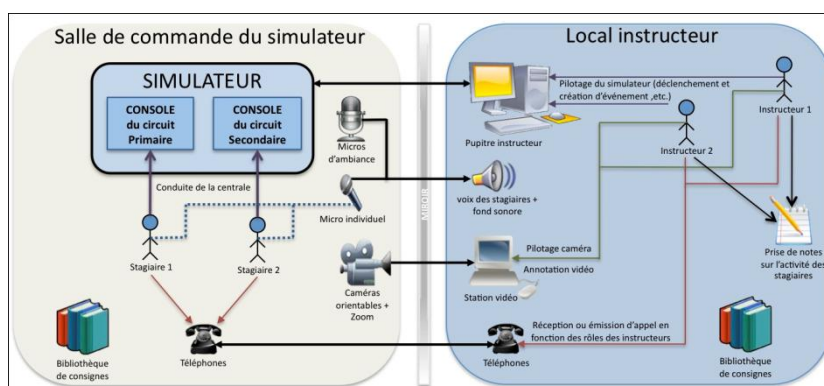 Salle de commande du simulateur
SIMULATEUR
CONSOLE
du circuit
Primaire
CONSOLE
du circuit
Secondaire
Conduite de la centrale
Micros
d'ambiance
Micro individuel
Stagiaire 1
Stagiaire 2
Caméras
orientables +
Zoom
Bibliothèque
de consignes
Téléphones
MIROIR
Local instructeur
Pilotage du simulateur (déclenchement et
création d'événement ,etc.)
Instructeur 1
Pupitre instructeur
Instructeur 2
voix des stagiaires +
fond sonore
Pilotage caméra
Annotation vidéo
Station vidéo
Prise de notes
sur l'activité des
stagiaires
Réception ou émission d'appel en
fonction des rôles des instructeurs
Téléphones
Bibliothèque
de consignes